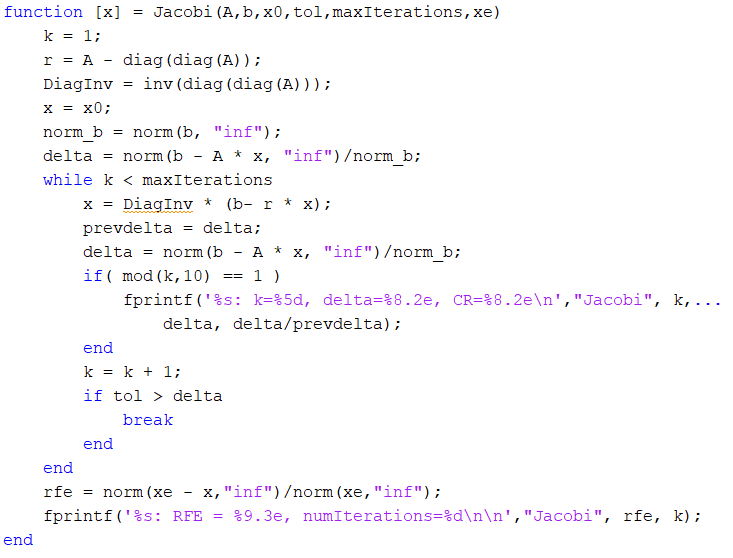 function [x] = Jacobi(A,b,x0,tol,maxIterations,xe)
    k = 1;
    r = A - diag(diag(A));
    DiagInv = inv(diag(diag(A)));
    x = x0;
    norm_b = norm(b, "inf");
    delta = norm(b - A * x, "inf")/norm_b;
    while k < maxIterations
        x = DiagInv * (b- r * x);
        prevdelta = delta;
        delta = norm(b - A * x, "inf")/norm_b;
        if( mod(k,10) == 1 )
            fprintf('%s: k=%5d, delta=%8.2e, CR=%8.2e\n',"Jacobi", k,...
                delta, delta/prevdelta);
        end
        k = k + 1;
        if tol > delta
            break
        end
    end
    rfe = norm(xe - x,"inf")/norm(xe,"inf");
    fprintf('%s: RFE = %9.3e, numIterations=%d\n\n',"Jacobi", rfe, k);
end